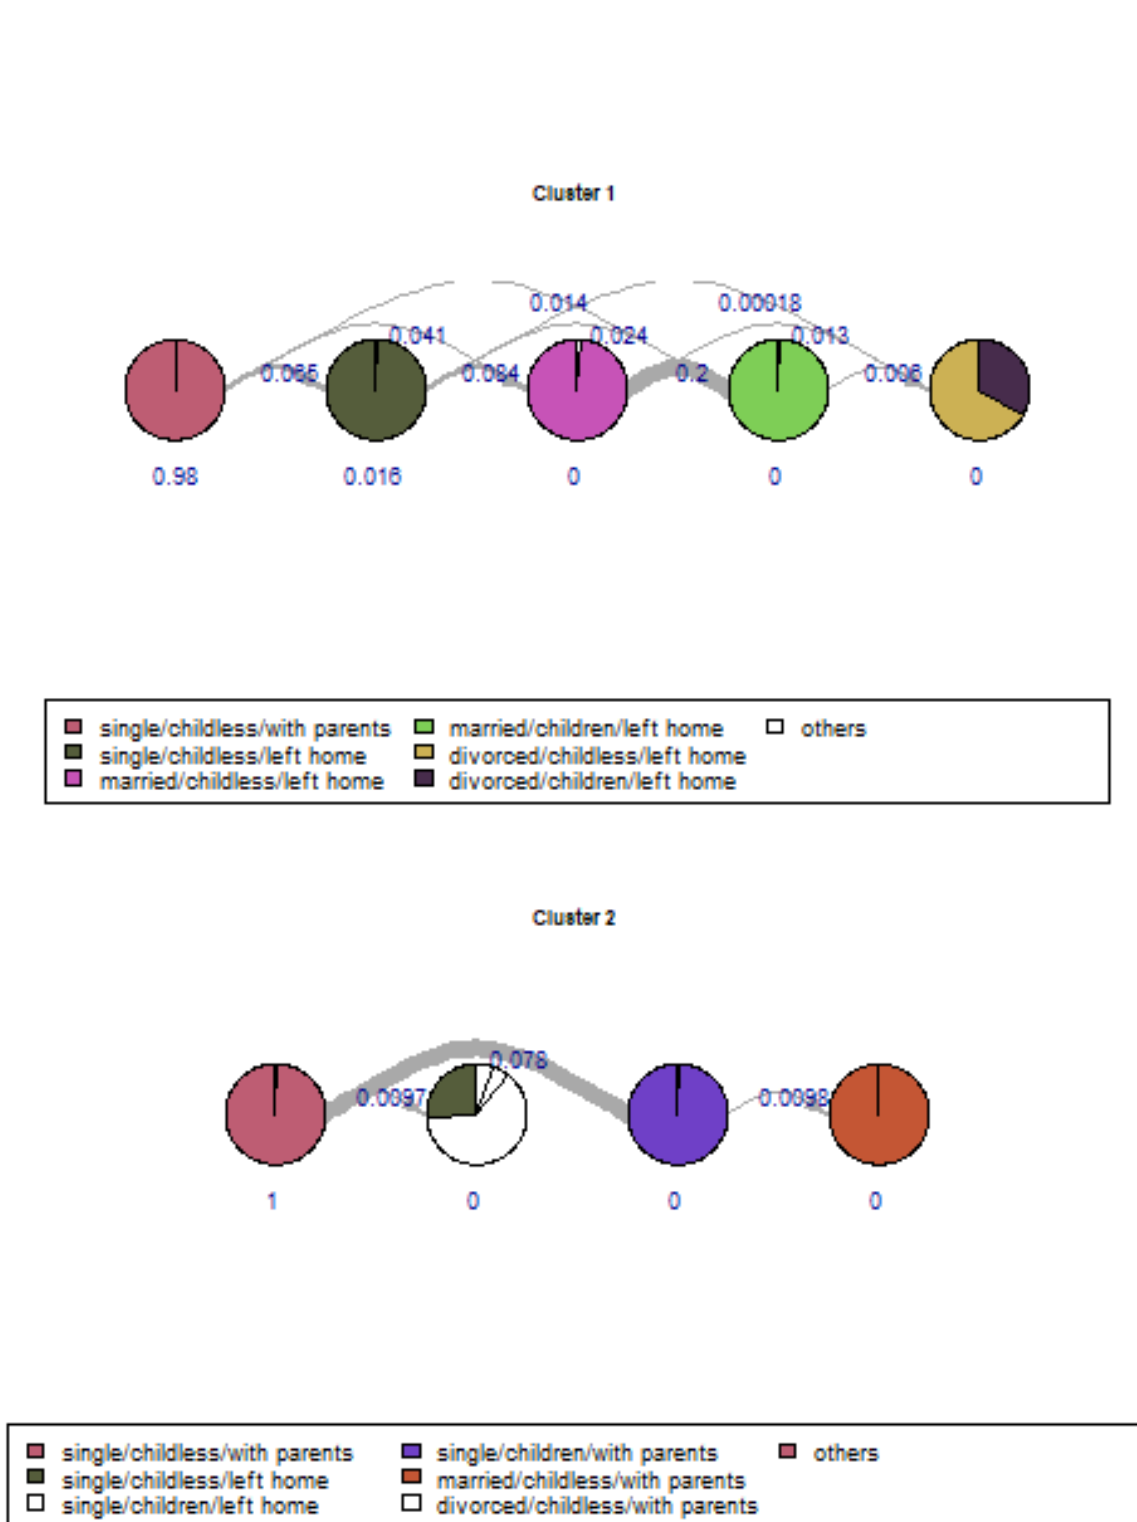 Cluster 1
0.014 0.00018
0.041 0.024 0.013
0.065 0.084 0.2 0.096
0.98 0.016 0 0 0
single/childless/with parents married/children/left home others
single/childless/left home divorced/childless/left home
married/childless/left home divorced/children/left home
Cluster 2
0.078
0.0097 0.0098
1 0 0 0
single/childless/with parents single/children/with parents others
single/childless/left home married/childless/with parents
single/children/left home divorced/childless/with parents